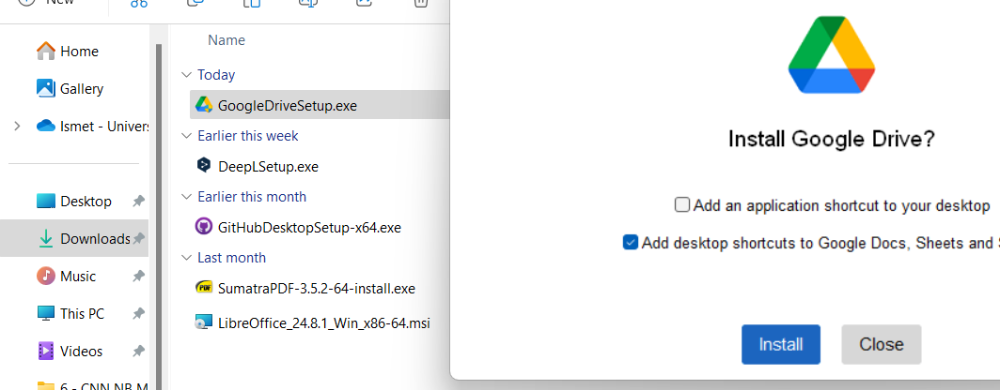 New
Name
Home
Gallery
Ismet - Univers
Desktop
Downloads
Music
This PC
Videos
6 - CNN NB M
Today
GoogleDriveSetup.exe
Earlier this week
DeepLSetup.exe
Earlier this month
GitHubDesktopSetup-x64.exe
Last month
PDF
SumatraPDF-3.5.2-64-install.exe
LibreOffice_24.8.1_Win_x86-64.msi
Install Google Drive?
Add an application shortcut to your desktop
Add desktop shortcuts to Google Docs, Sheets and
Install
Close